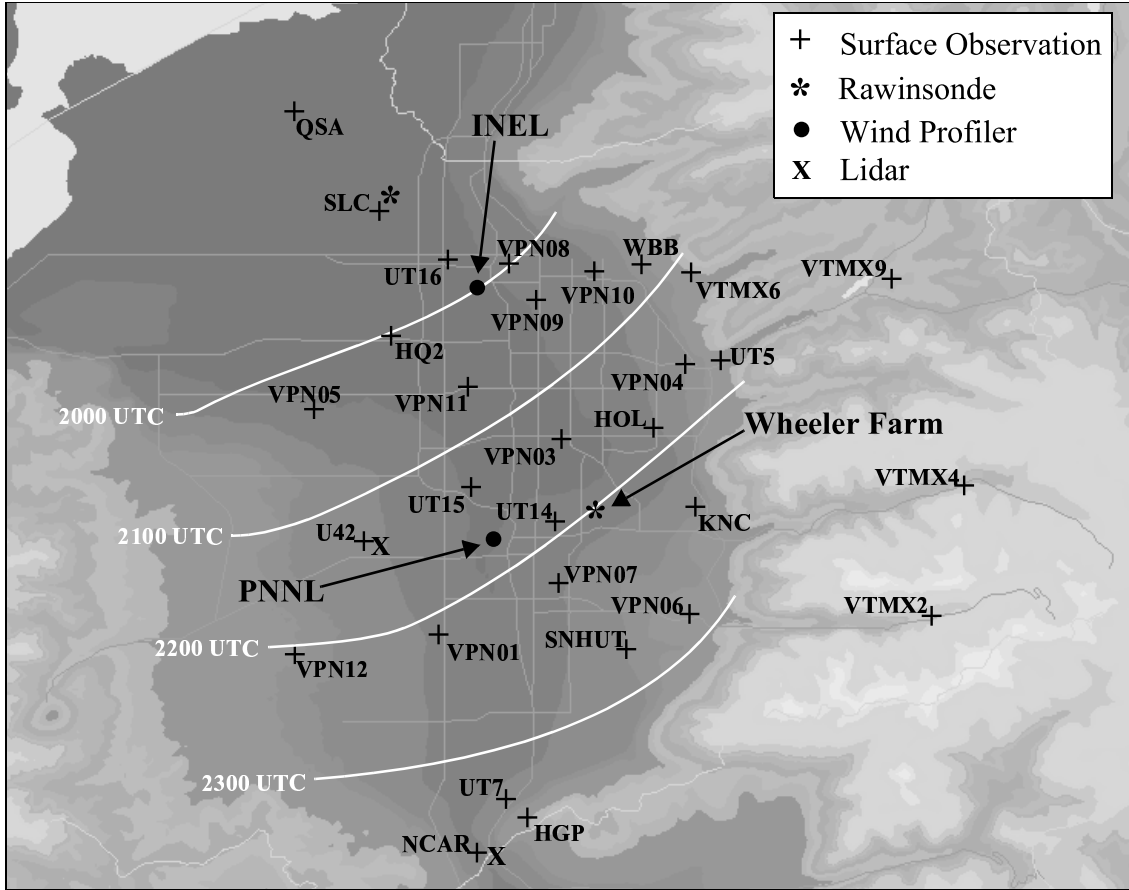 + Surface Observation
* Rawinsonde
● Wind Profiler
X Lidar
QSA
INEL
SLC
VPN08
WBB
UT16
VPN10
VTMX6
VTMX9
VPN09
HQ2
UT5
VPN04
VPN05
VPN11
2000 UTC
HOL
Wheeler Farm
VPN03
VTMX4
UT15
UT14
KNC
2100 UTC
U42
X
PNNL
VPN07
VPN06
VTMX2
2200 UTC
VPN01
SNHUT
VPN12
2300 UTC
UT7
HGP
NCAR
X